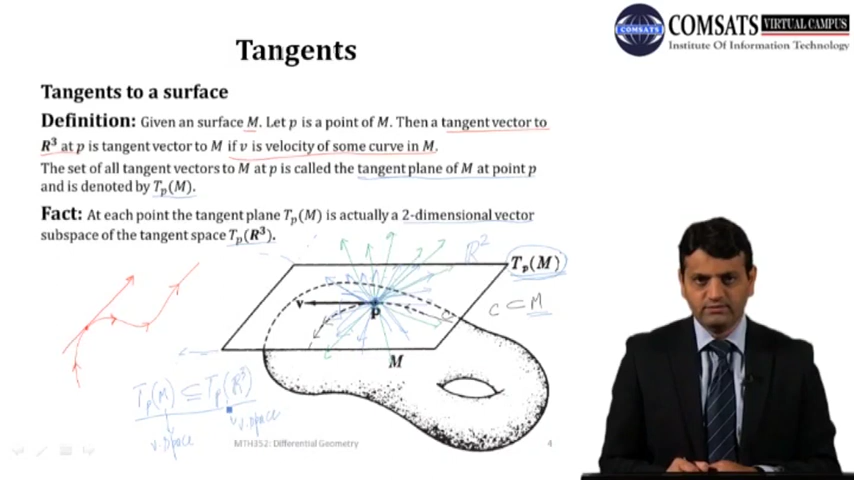 COMSATS VIRTUAL CAMPUS
COMSATS
Institute Of Information Technology
Tangents
Tangents to a surface
Definition: Given an surface M. Let p is a point of M. Then a tangent vector to
R³ at p is tangent vector to M if v is velocity of some curve in M.
The set of all tangent vectors to M at p is called the tangent plane of M at point p
and is denoted by Tₚ(M).
Fact: At each point the tangent plane Tₚ(M) is actually a 2-dimensional vector
subspace of the tangent space Tₚ(R³).
R²
Tₚ(M)
v
P
C ⊂ M
M
Tₚ(M) ⊆ Tₚ(R³)
v. space
v. space
MTH352: Differential Geometry
4